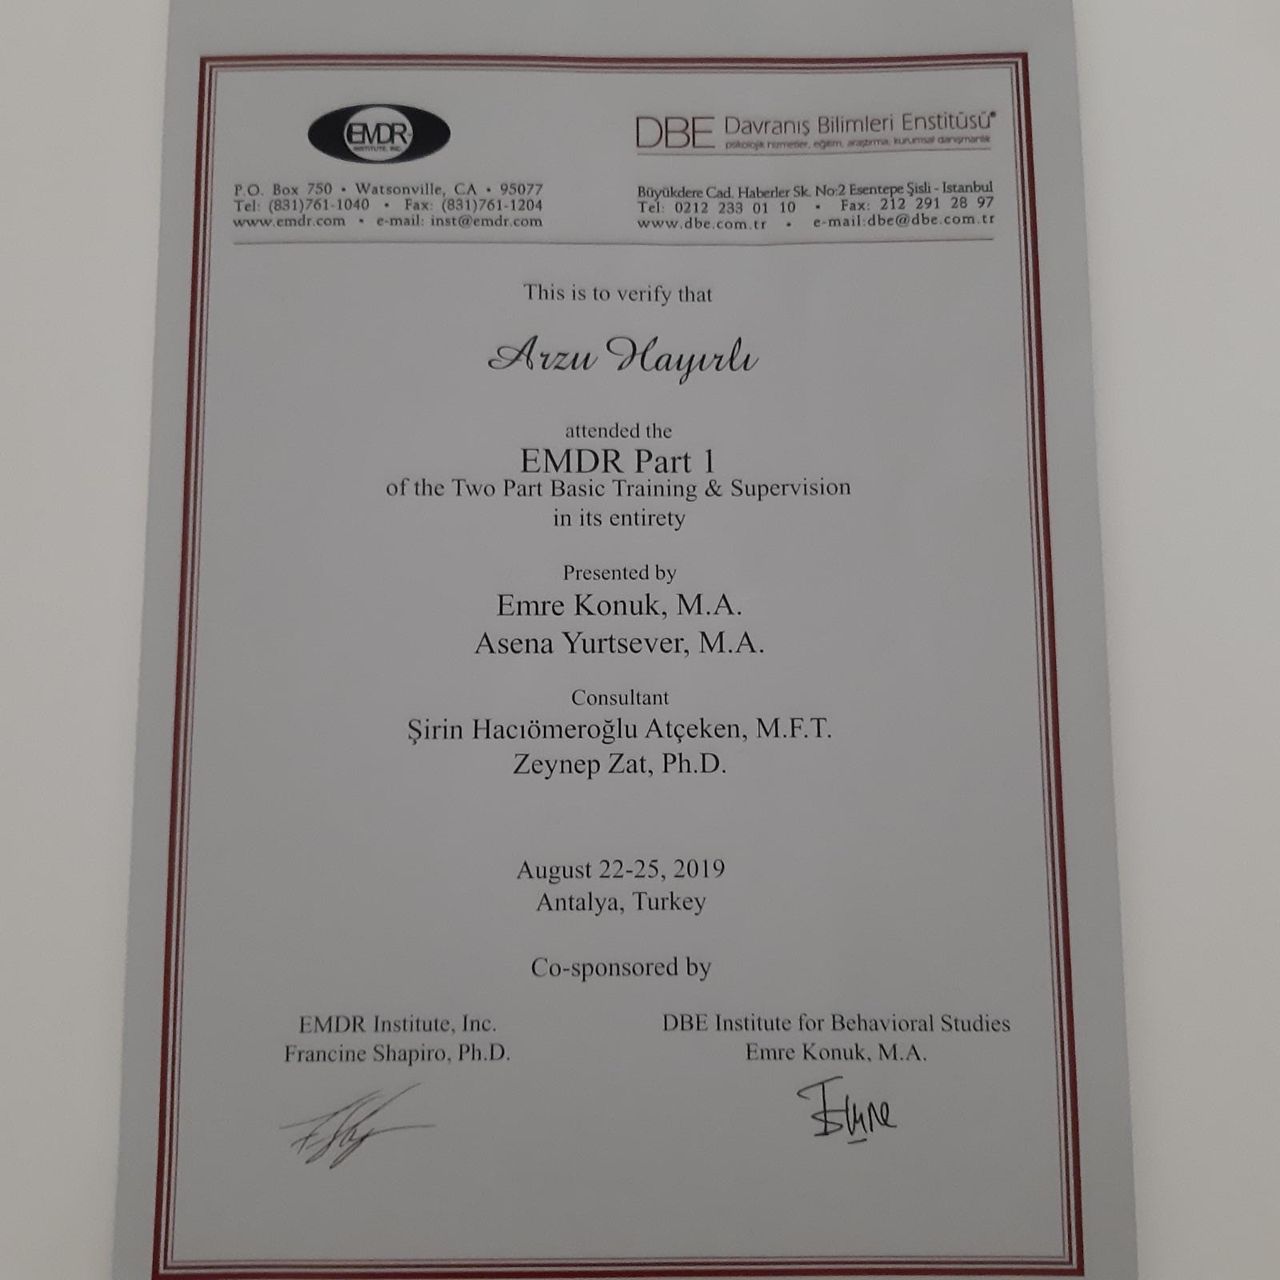 EMDR
INSTITUTE, INC.
P.O. Box 750 • Watsonville, CA • 95077
Tel: (831)761-1040 • Fax: (831)761-1204
www.emdr.com • e-mail: inst@emdr.com
DBE Davranış Bilimleri Enstitüsü®
psikolojik hizmetler, eğitim, araştırma, kurumsal danışmanlık
Büyükdere Cad. Haberler Sk. No:2 Esentepe Şişli - İstanbul
Tel: 0212 233 01 10 • Fax: 212 291 28 97
www.dbe.com.tr • e-mail:dbe@dbe.com.tr
This is to verify that
Arzu Hayırlı
attended the
EMDR Part 1
of the Two Part Basic Training & Supervision
in its entirety
Presented by
Emre Konuk, M.A.
Asena Yurtsever, M.A.
Consultant
Şirin Hacıömeroğlu Atçeken, M.F.T.
Zeynep Zat, Ph.D.
August 22-25, 2019
Antalya, Turkey
Co-sponsored by
EMDR Institute, Inc.
Francine Shapiro, Ph.D.
DBE Institute for Behavioral Studies
Emre Konuk, M.A.